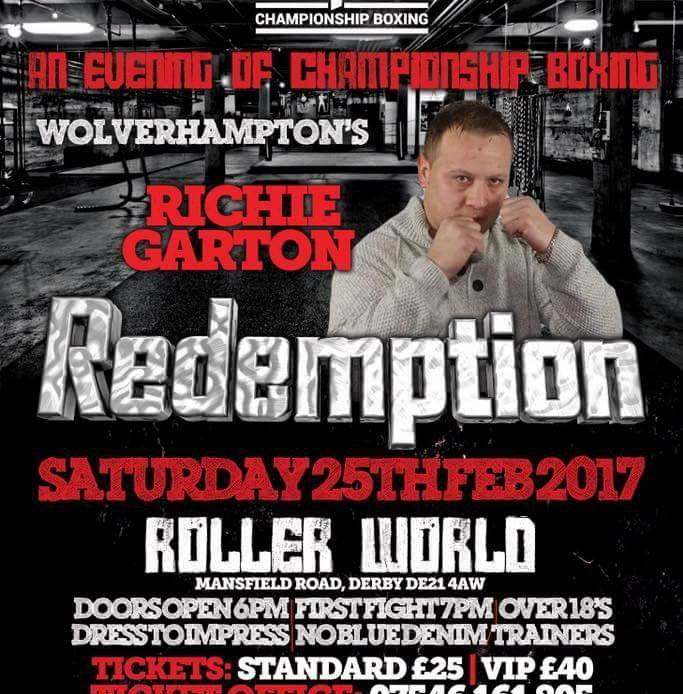 CHAMPIONSHIP BOXING
AN EVENING OF CHAMPIONSHIP BOXING
WOLVERHAMPTON'S
RICHIE
GARTON
Redemption
SATURDAY 25TH FEB 2017
ROLLER WORLD
MANSFIELD ROAD, DERBY DE21 4AW
DOORS OPEN 6PM | FIRST FIGHT 7PM | OVER 18'S
DRESS TO IMPRESS | NO BLUE DENIM/TRAINERS
TICKETS: STANDARD £25 | VIP £40
TICKET OFFICE: